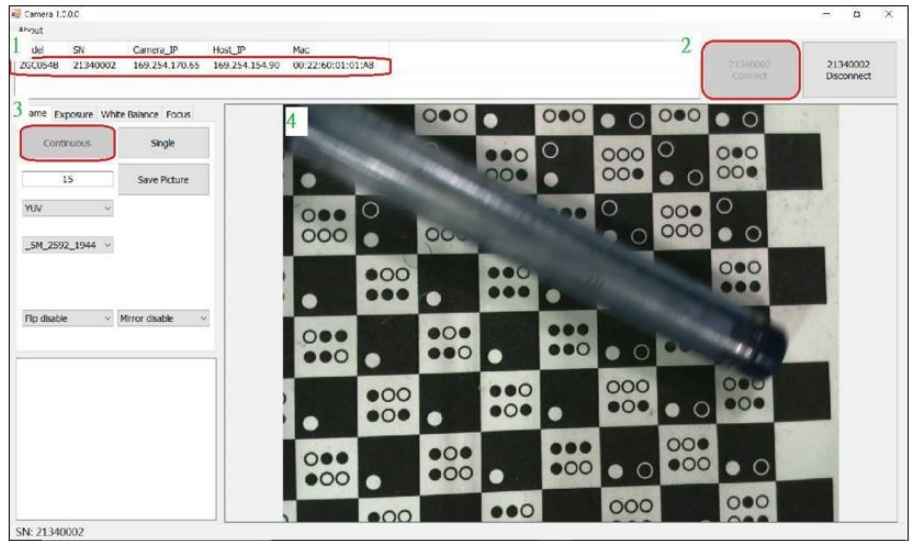 Camera 1.0.0.0
About
1 del SN Camera_IP Host_IP Mac
ZGC054B 21340002 169.254.170.65 169.254.154.90 00:22:60:01:01:A8
2
21340002
Connect
21340002
Disconnect
3 ame Exposure White Balance Focus
4
Continuous Single
15 Save Picture
YUV
_5M_2592_1944
Flip disable Mirror disable
SN: 21340002